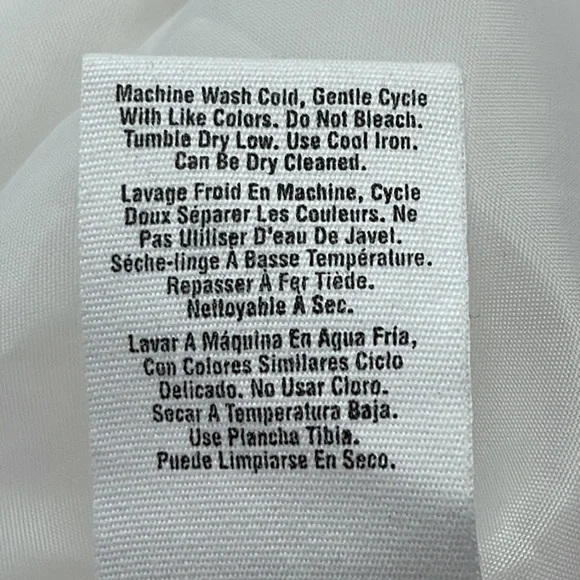 Machine Wash Cold, Gentle Cycle
With Like Colors. Do Not Bleach.
Tumble Dry Low. Use Cool Iron.
Can Be Dry Cleaned.
Lavage Froid En Machine, Cycle
Doux Séparer Les Couleurs. Ne
Pas Utiliser D'eau De Javel.
Séche-linge À Basse Température.
Repasser À Fer Tiède.
Nettoyable À Sec.
Lavar A Máquina En Agua Fría,
Con Colores Similares Ciclo
Delicado. No Usar Cloro.
Secar A Temperatura Baja.
Use Plancha Tibia.
Puede Limpiarse En Seco.